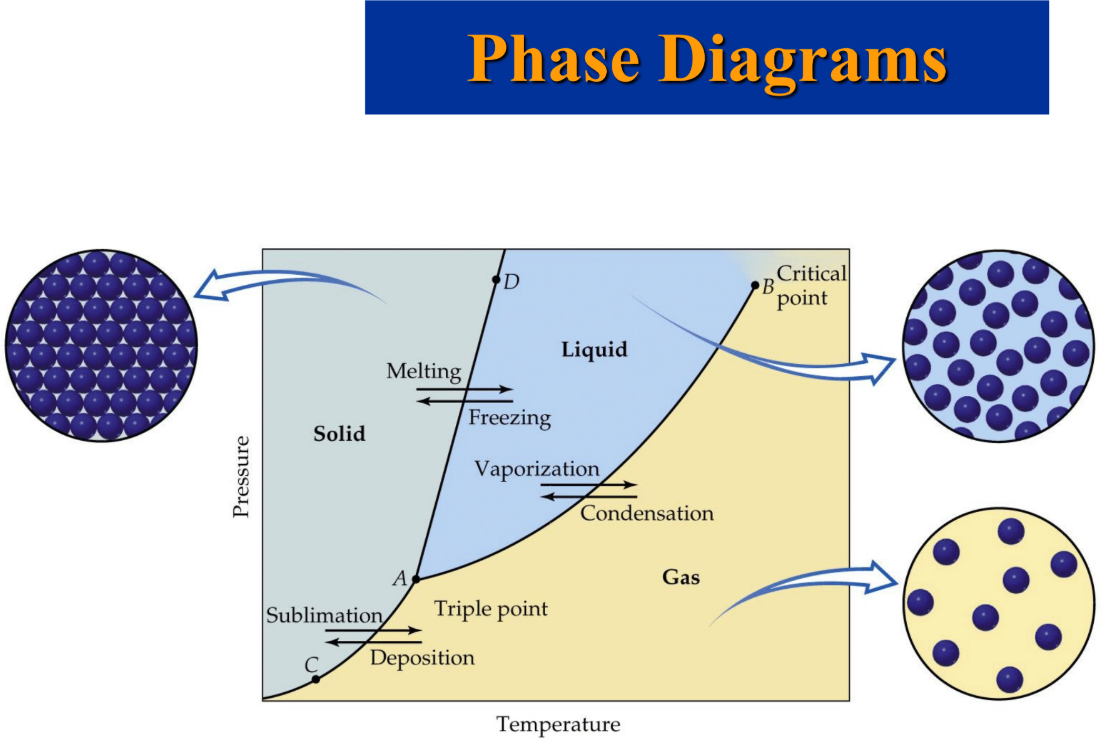 Phase Diagrams
D
B
Critical
point
Liquid
Melting
Freezing
Solid
Vaporization
Condensation
Pressure
A
Gas
Triple point
Sublimation
Deposition
C
Temperature